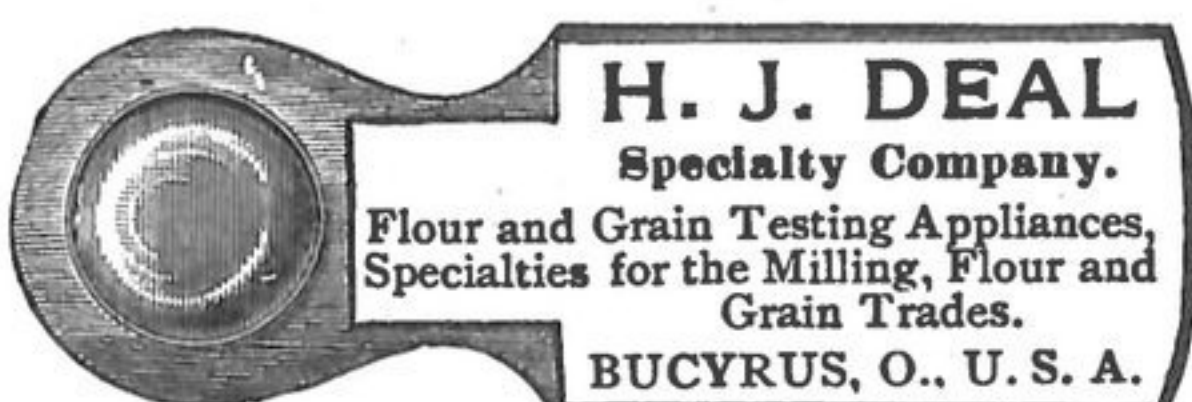 H. J. DEAL
Specialty Company.
Flour and Grain Testing Appliances,
Specialties for the Milling, Flour and
Grain Trades.
BUCYRUS, O., U. S. A.